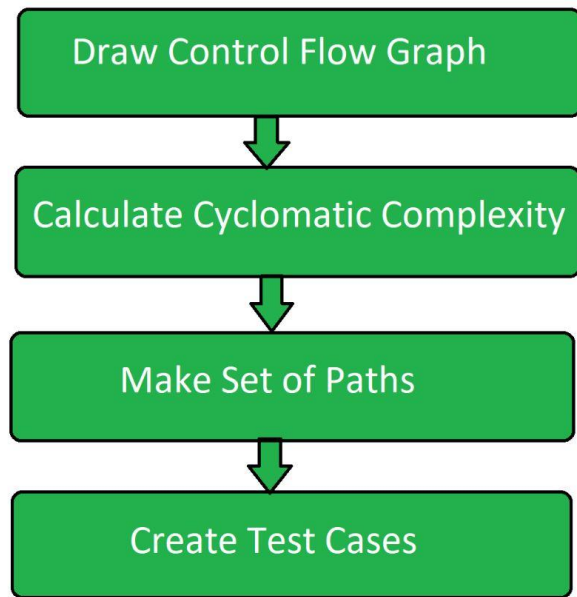 Draw Control Flow Graph
Calculate Cyclomatic Complexity
Make Set of Paths
Create Test Cases